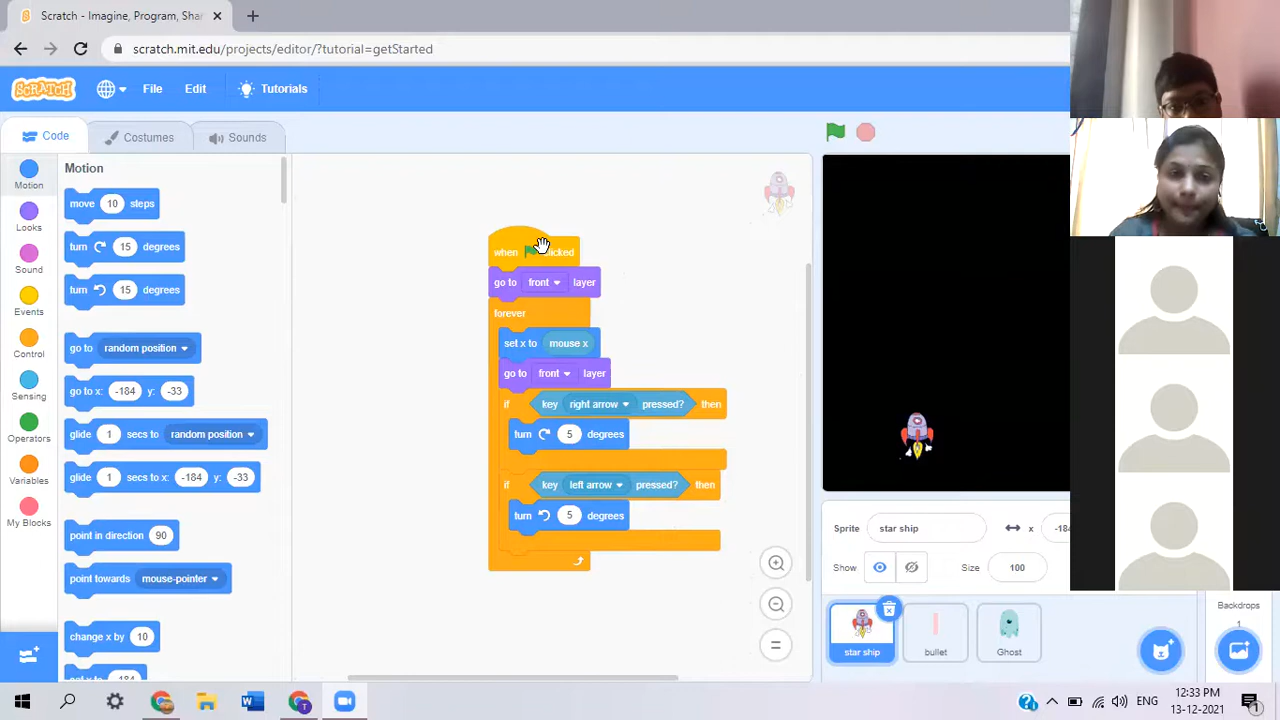 Scratch - Imagine, Program, Shar
scratch.mit.edu/projects/editor/?tutorial=getStarted
SCRATCH
File
Edit
Tutorials
Code
Costumes
Sounds
Motion
Looks
Sound
Events
Control
Sensing
Operators
Variables
My Blocks
Motion
move 10 steps
turn 15 degrees
turn 15 degrees
go to random position
go to x: -184 y: -33
glide 1 secs to random position
glide 1 secs to x: -184 y: -33
point in direction 90
point towards mouse-pointer
change x by 10
when clicked
go to front layer
forever
set x to mouse x
go to front layer
if key right arrow pressed? then
turn 5 degrees
if key left arrow pressed? then
turn 5 degrees
Sprite star ship x -184
Show Size 100
star ship
bullet
Ghost
Backdrops
1
ENG
12:33 PM
13-12-2021